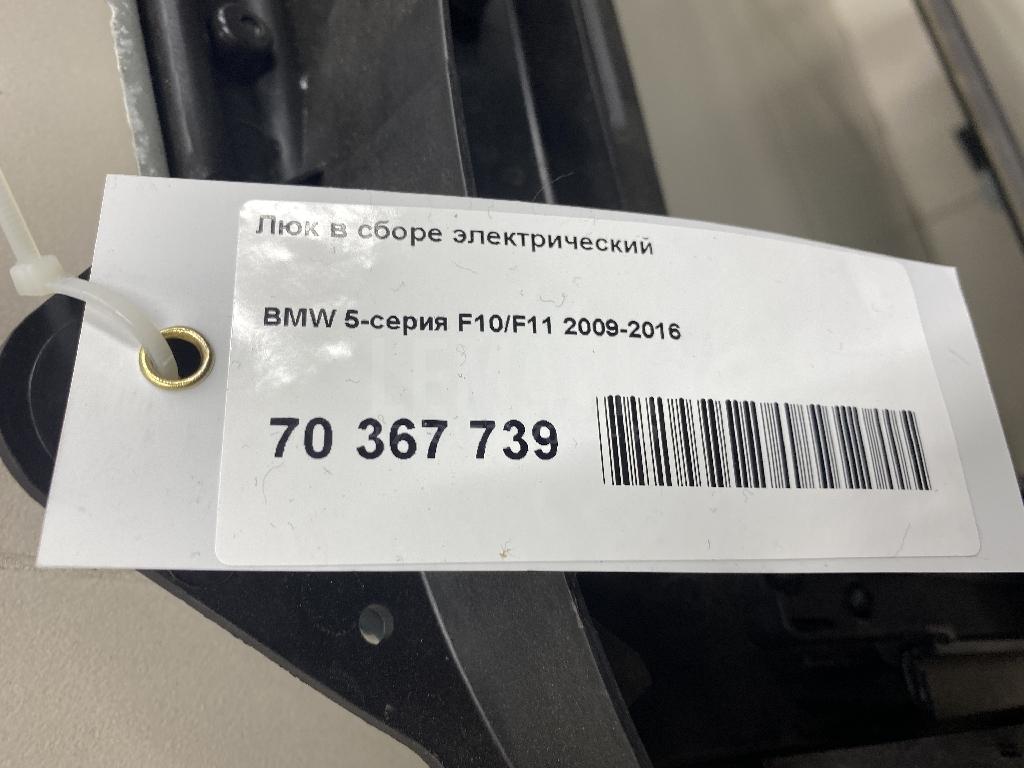 Люк в сборе электрический
BMW 5-серия F10/F11 2009-2016
70 367 739